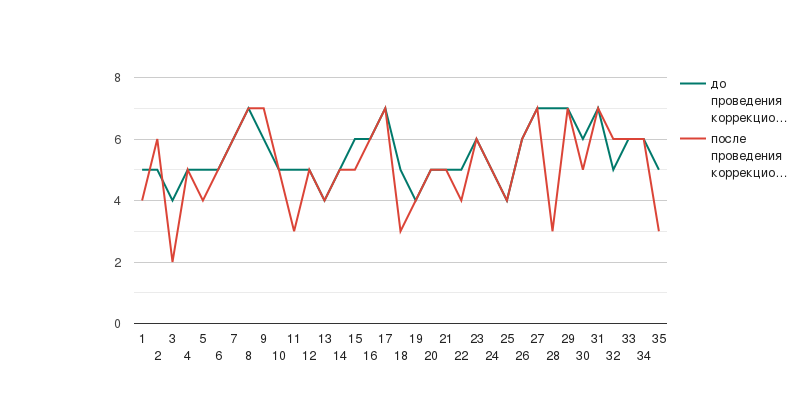 8
6
4
2
0
1 3 5 7 9 11 13 15 17 19 21 23 25 27 29 31 33 35
2 4 6 8 10 12 14 16 18 20 22 24 26 28 30 32 34
до
проведения
коррекцио...
после
проведения
коррекцио...